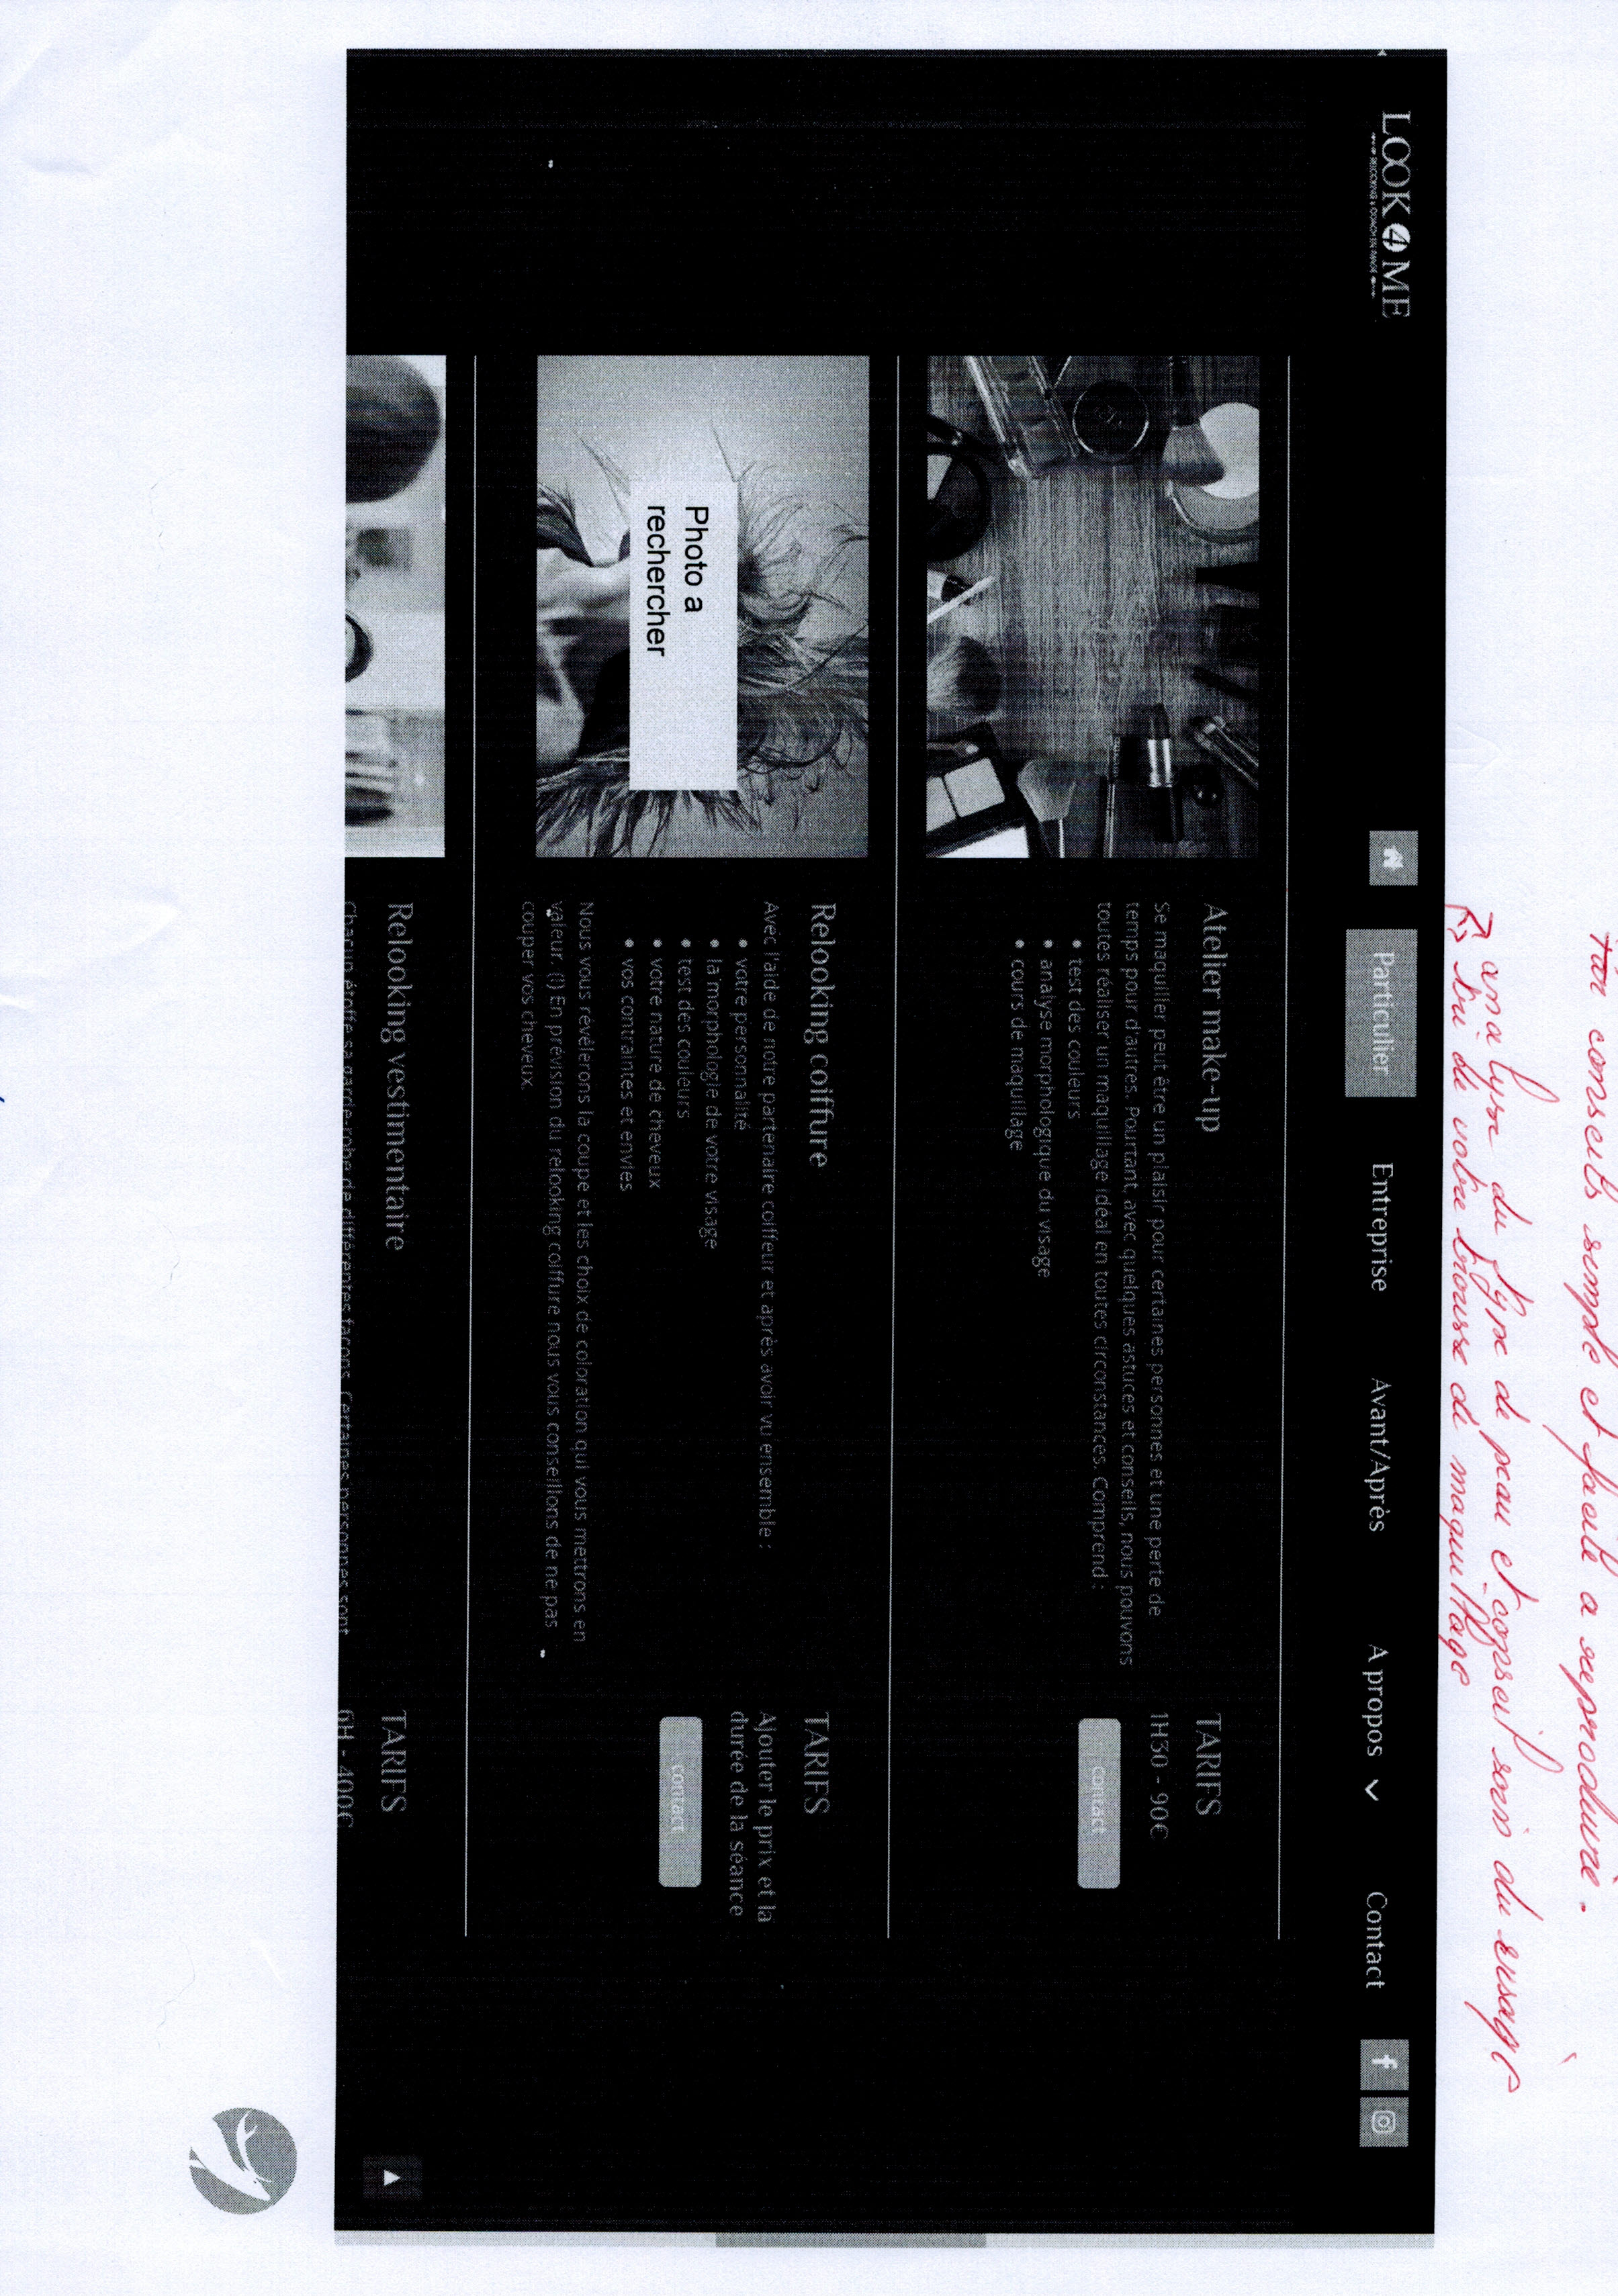 conseils simple et facile a reproduire.
analyse du type de peau et conseil soin du visage
tri de votre trousse de maquillage
LOOK 4 ME
RELOOKING & COACH EN IMAGE
Particulier
Entreprise
Avant/Après
A propos
Contact
Atelier make-up
Se maquiller peut être un plaisir pour certaines personnes et une perte de
temps pour d'autres. Pourtant, avec quelques astuces et conseils, nous pouvons
toutes réaliser un maquillage idéal en toutes circonstances. Comprend :
• test des couleurs
• analyse morphologique du visage
• cours de maquillage
TARIFS
1H30 - 90€
contact
Photo a
rechercher
Relooking coiffure
Avec l'aide de notre partenaire coiffeur et après avoir vu ensemble :
• votre personnalité
• la morphologie de votre visage
• test des couleurs
• votre nature de cheveux
• vos contraintes et envies
Nous vous révélerons la coupe et les choix de coloration qui vous mettrons en
valeur. (!) En prévision du relooking coiffure nous vous conseillons de ne pas
couper vos cheveux.
TARIFS
Ajouter le prix et la
durée de la séance
contact
Relooking vestimentaire
Chacun étoffe sa garde-robe de différentes façons. Certaines personnes sont
TARIFS
6H - 400€